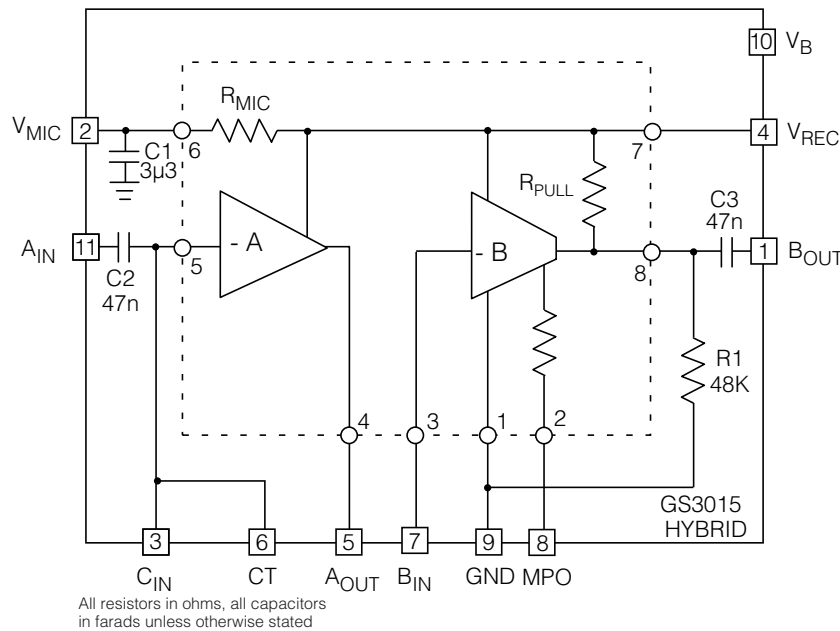 10 V_B
R_MIC
V_MIC 2 6 7 4 V_REC
C1
3µ3
R_PULL
C3
47n
A_IN 11 5 - A - B 8 1 B_OUT
C2
47n
R1
48K
4 3 1 2
GS3015
HYBRID
3 6 5 7 9 8
C_IN CT A_OUT B_IN GND MPO
All resistors in ohms, all capacitors
in farads unless otherwise stated